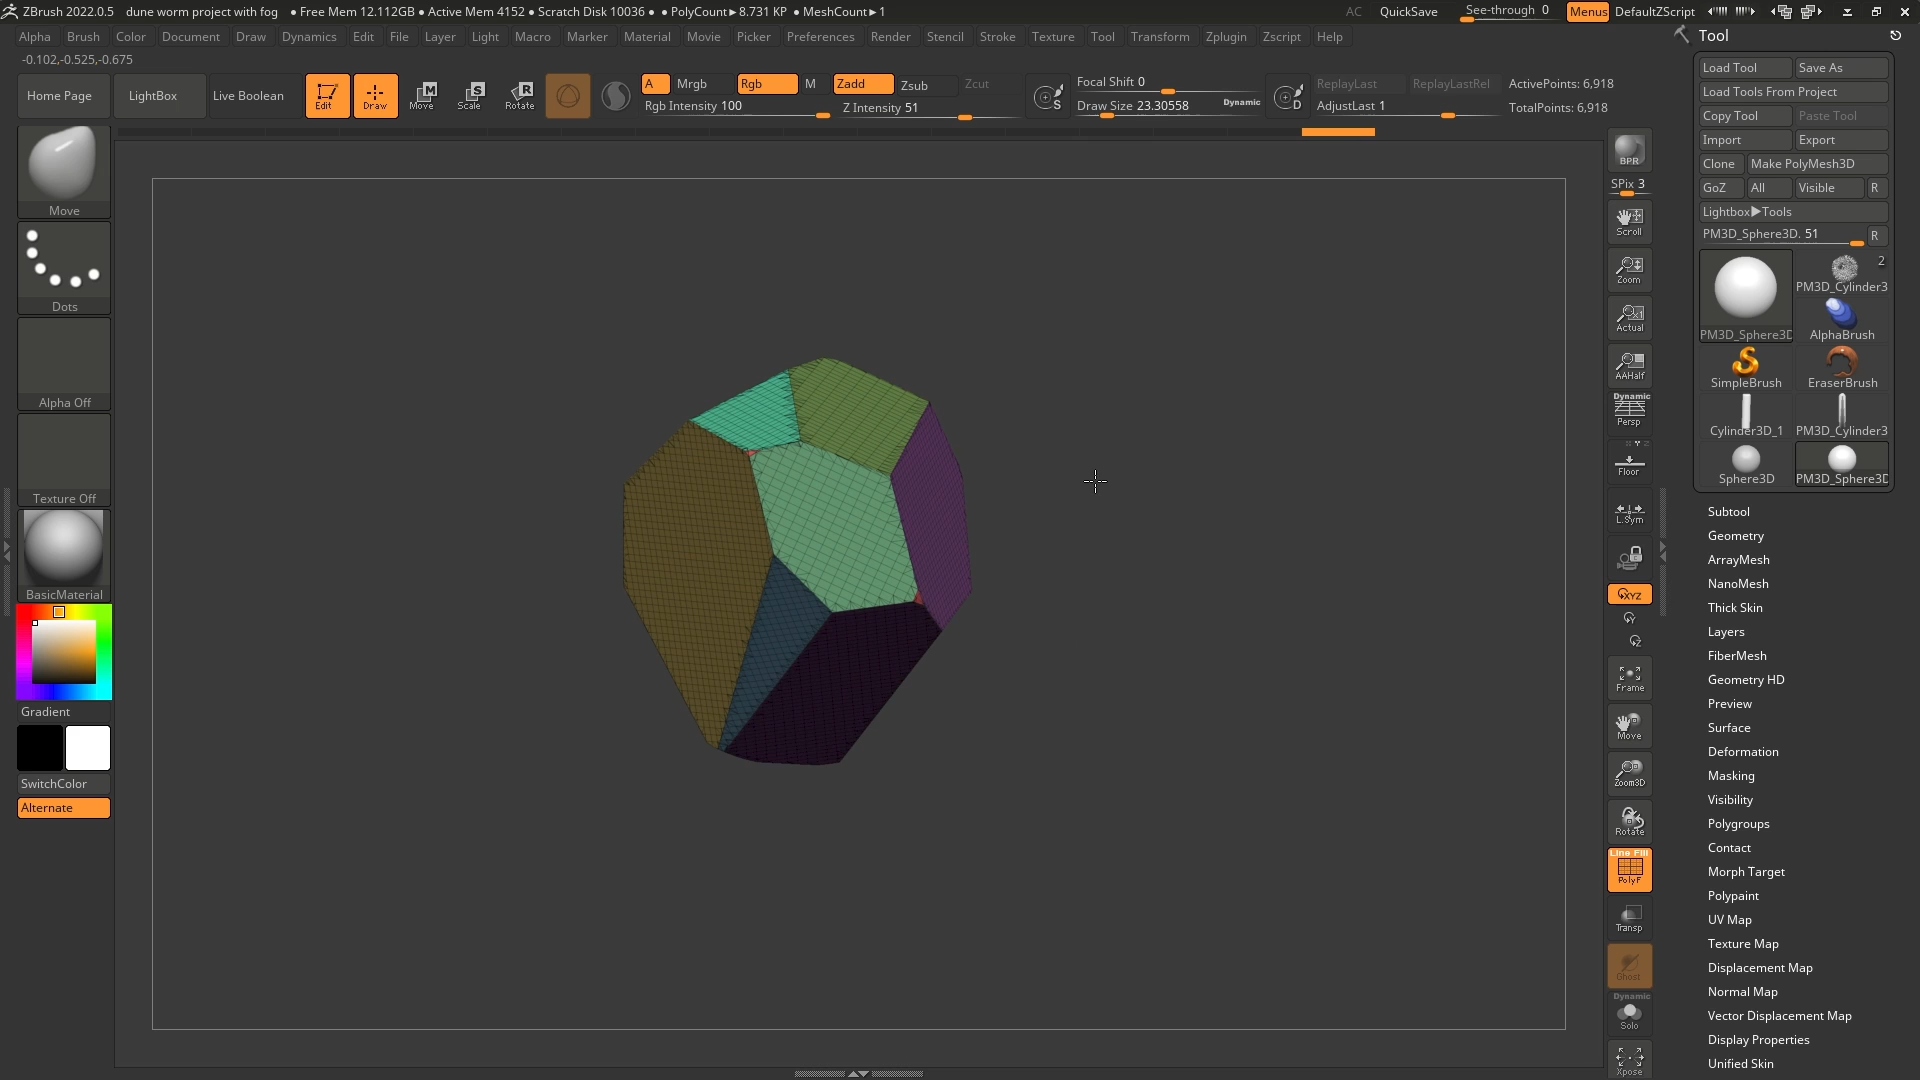 ZBrush 2022.0.5 dune worm project with fog ● Free Mem 12.112GB ● Active Mem 4152 ● Scratch Disk 10036 ● ● PolyCount►8.731 KP ● MeshCount►1 AC QuickSave See-through 0 Menus DefaultZScript
Alpha Brush Color Document Draw Dynamics Edit File Layer Light Macro Marker Material Movie Picker Preferences Render Stencil Stroke Texture Tool Transform Zplugin Zscript Help
-0.102,-0.525,-0.675
Home Page LightBox Live Boolean Edit Draw Move Scale Rotate
A Mrgb Rgb M Zadd Zsub Zcut
Rgb Intensity 100 Z Intensity 51
S Focal Shift 0
Draw Size 23.30558 Dynamic
D ReplayLast ReplayLastRel
AdjustLast 1
ActivePoints: 6,918
TotalPoints: 6,918
Move
Dots
Alpha Off
Texture Off
BasicMaterial
Gradient
SwitchColor
Alternate
BPR
SPix 3
Scroll
Zoom
Actual
AAHalf
Dynamic
Persp
Floor
L.Sym
XYZ
Y
Z
Frame
Move
Zoom3D
Rotate
Line Fill
PolyF
Transp
Ghost
Dynamic
Solo
Xpose
Tool
Load Tool Save As
Load Tools From Project
Copy Tool Paste Tool
Import Export
Clone Make PolyMesh3D
GoZ All Visible R
Lightbox►Tools
PM3D_Sphere3D. 51 R
2
PM3D_Cylinder3
PM3D_Sphere3D AlphaBrush
SimpleBrush EraserBrush
Cylinder3D_1 PM3D_Cylinder3
Sphere3D PM3D_Sphere3D
Subtool
Geometry
ArrayMesh
NanoMesh
Thick Skin
Layers
FiberMesh
Geometry HD
Preview
Surface
Deformation
Masking
Visibility
Polygroups
Contact
Morph Target
Polypaint
UV Map
Texture Map
Displacement Map
Normal Map
Vector Displacement Map
Display Properties
Unified Skin